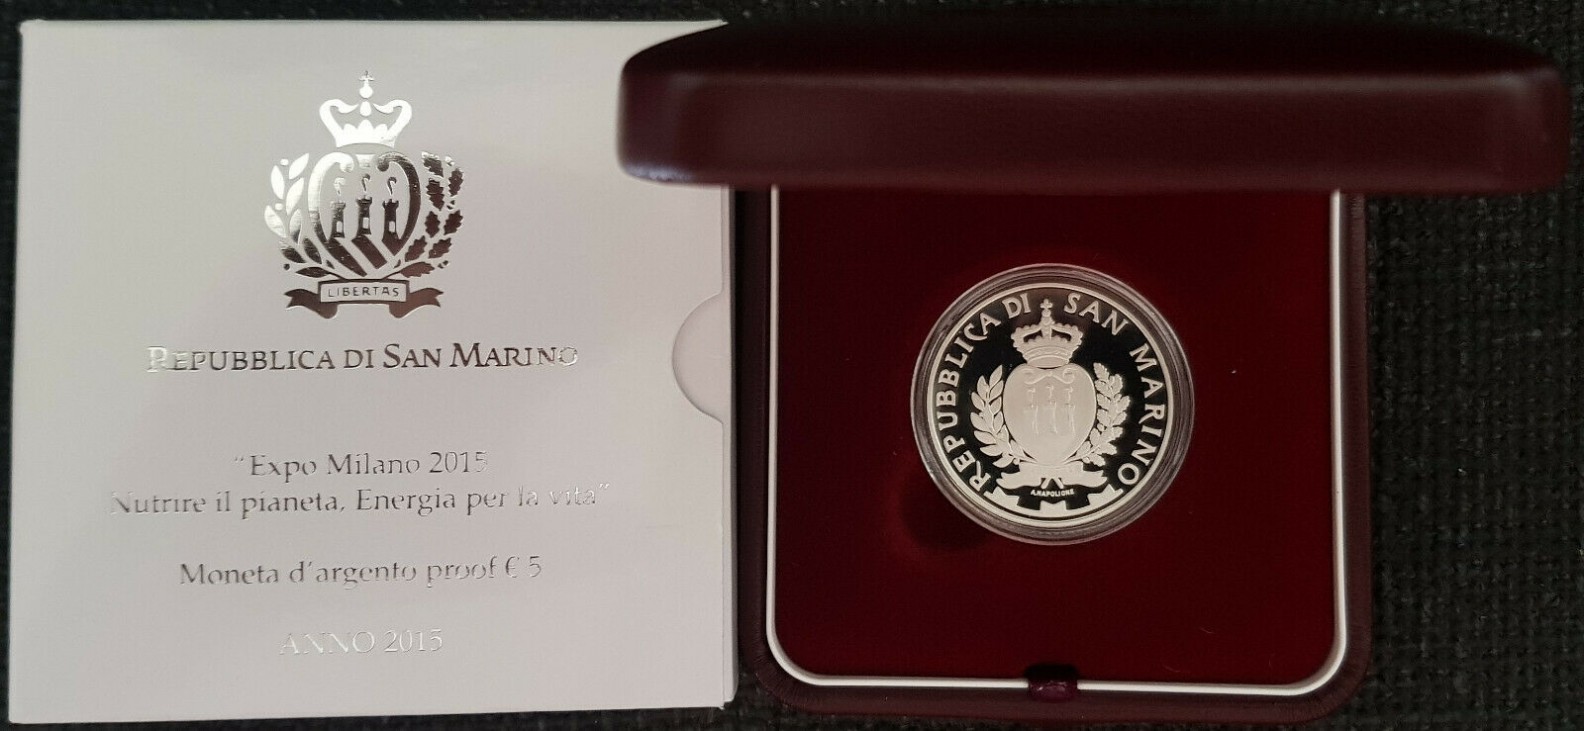 LIBERTAS
REPUBBLICA DI SAN MARINO
"Expo Milano 2015
Nutrire il pianeta, Energia per la vita"
Moneta d'argento proof € 5
ANNO 2015
REPUBBLICA DI SAN MARINO
A.NAPOLIONE